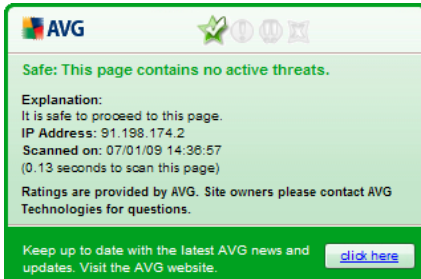 AVG
Safe: This page contains no active threats.
Explanation:
It is safe to proceed to this page.
IP Address: 91.198.174.2
Scanned on: 07/01/09 14:36:57
(0.13 seconds to scan this page)
Ratings are provided by AVG. Site owners please contact AVG
Technologies for questions.
Keep up to date with the latest AVG news and
updates. Visit the AVG website.
click here